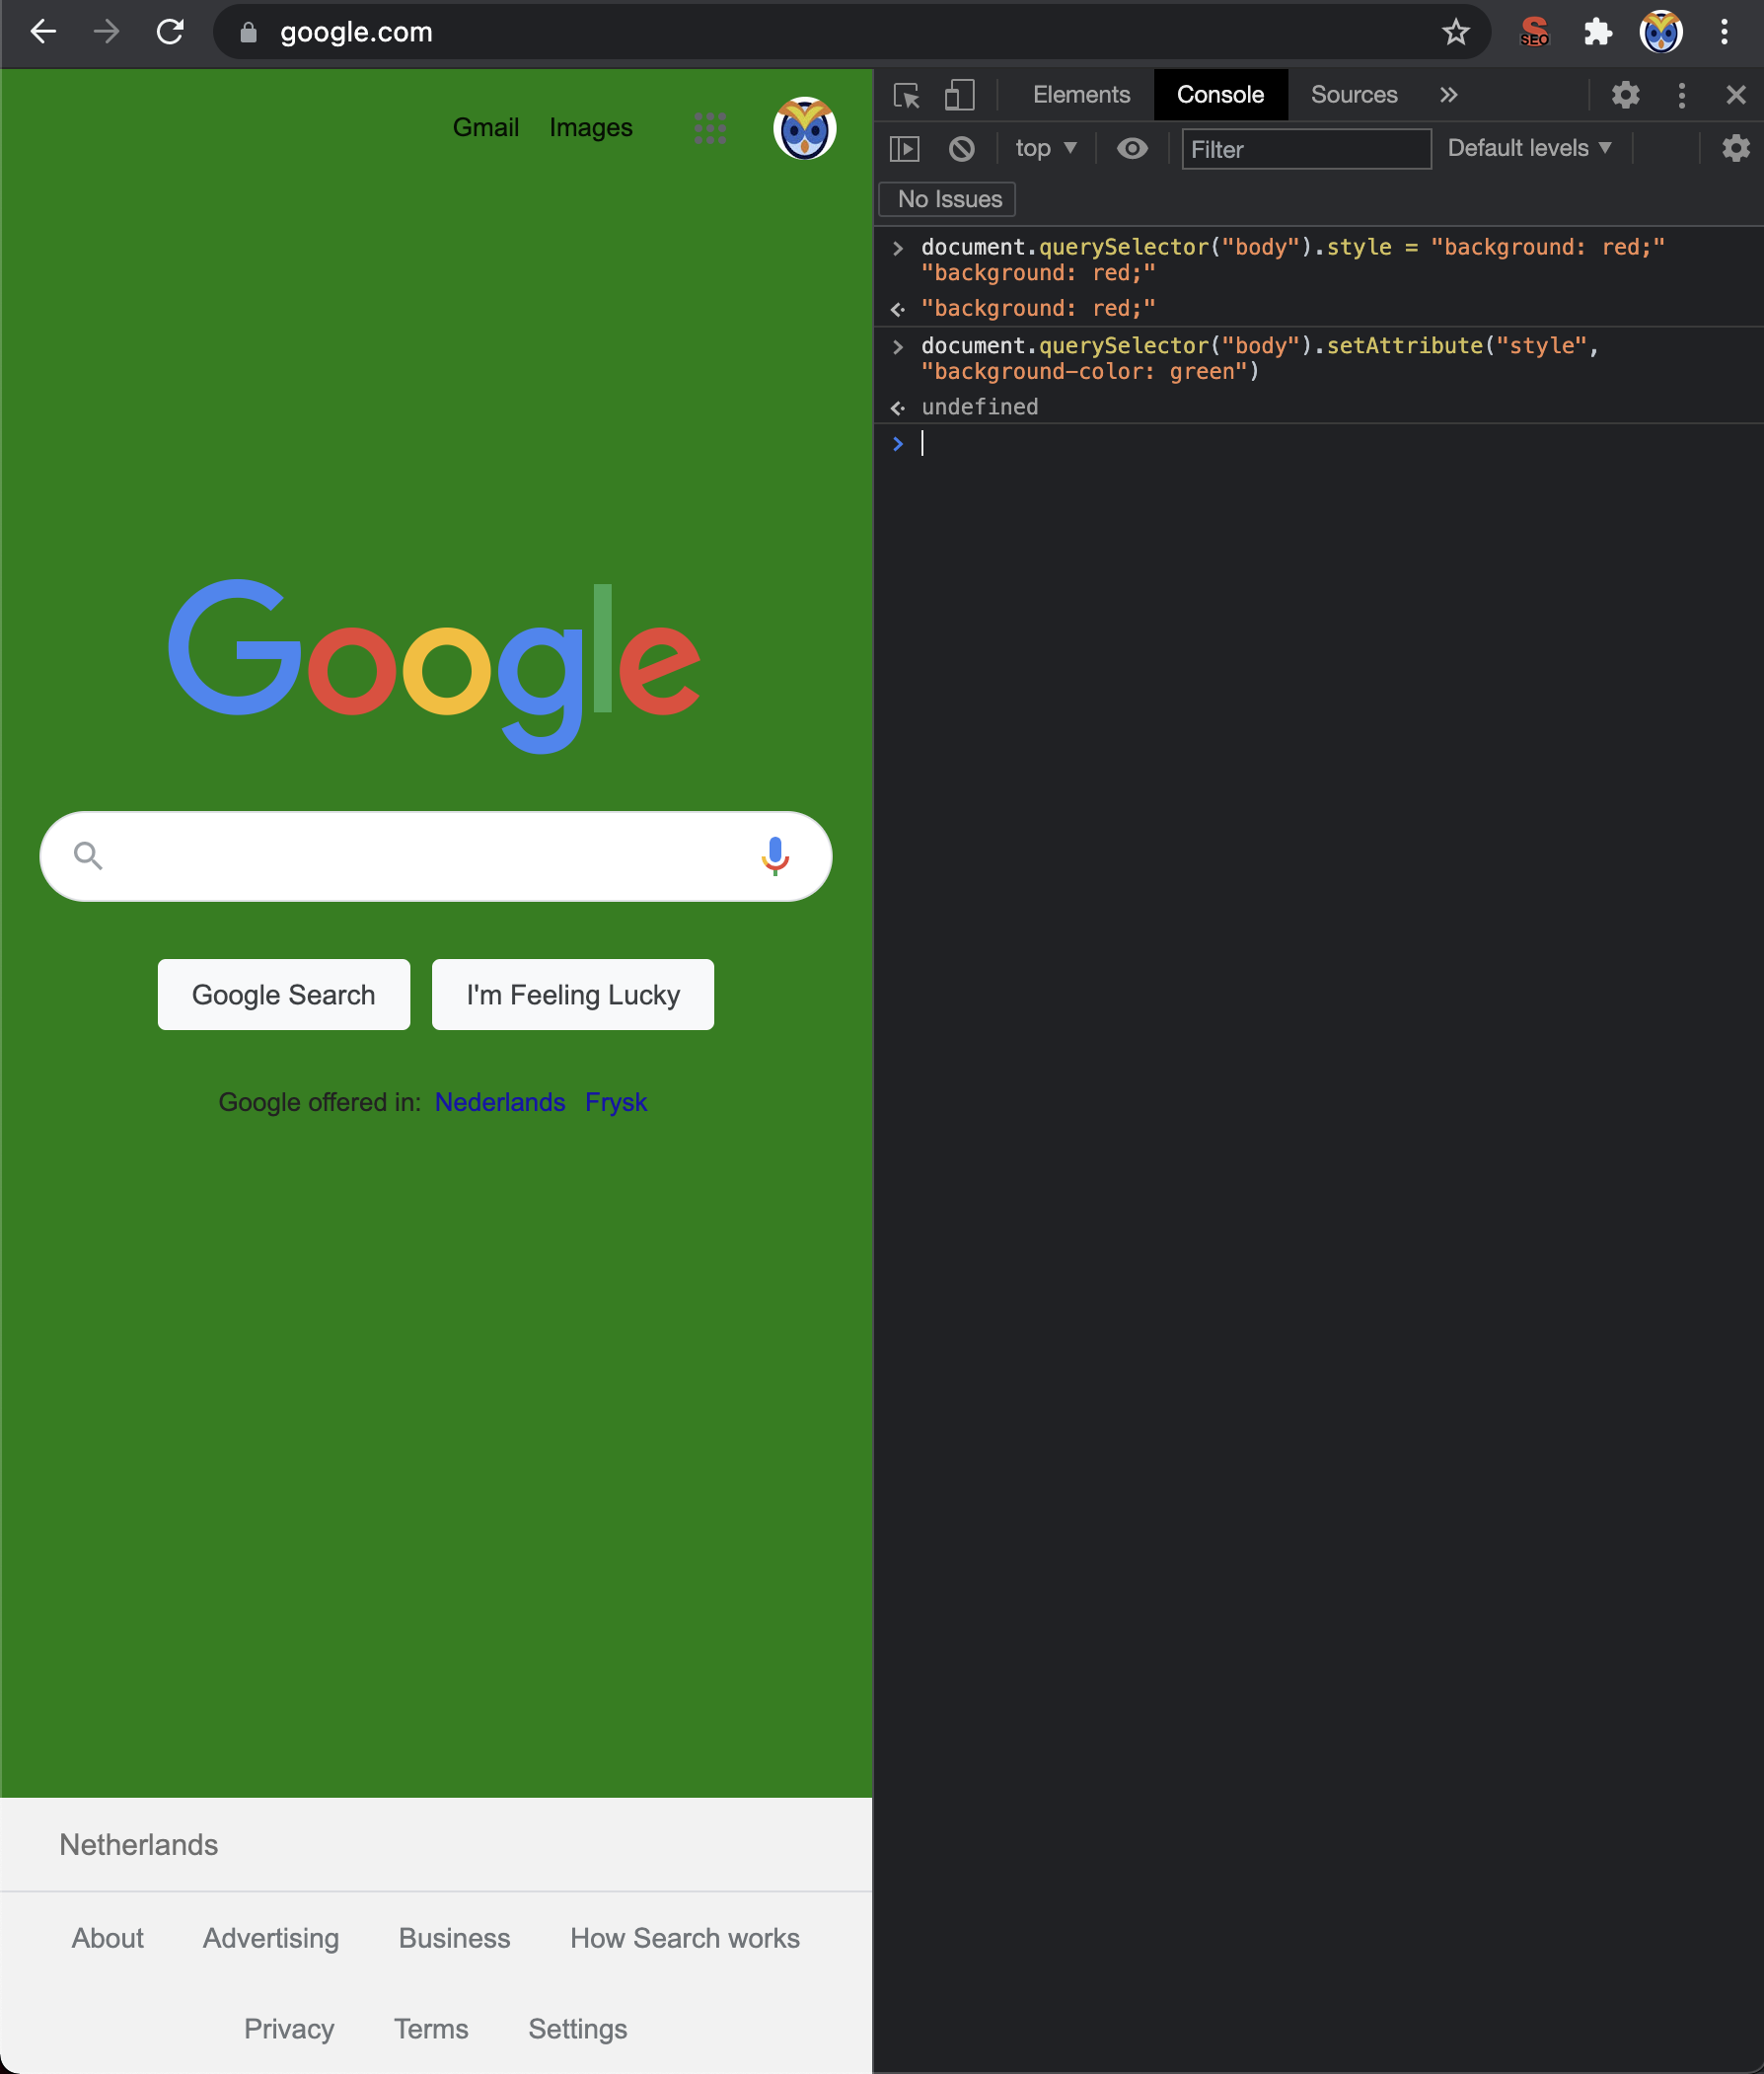 google.com
SEO
Gmail Images
Google
Google Search I'm Feeling Lucky
Google offered in: Nederlands Frysk
Netherlands
About Advertising Business How Search works
Privacy Terms Settings
Elements Console Sources
top Filter Default levels
No Issues
document.querySelector("body").style = "background: red;"
"background: red;"
"background: red;"
document.querySelector("body").setAttribute("style",
"background-color: green")
undefined